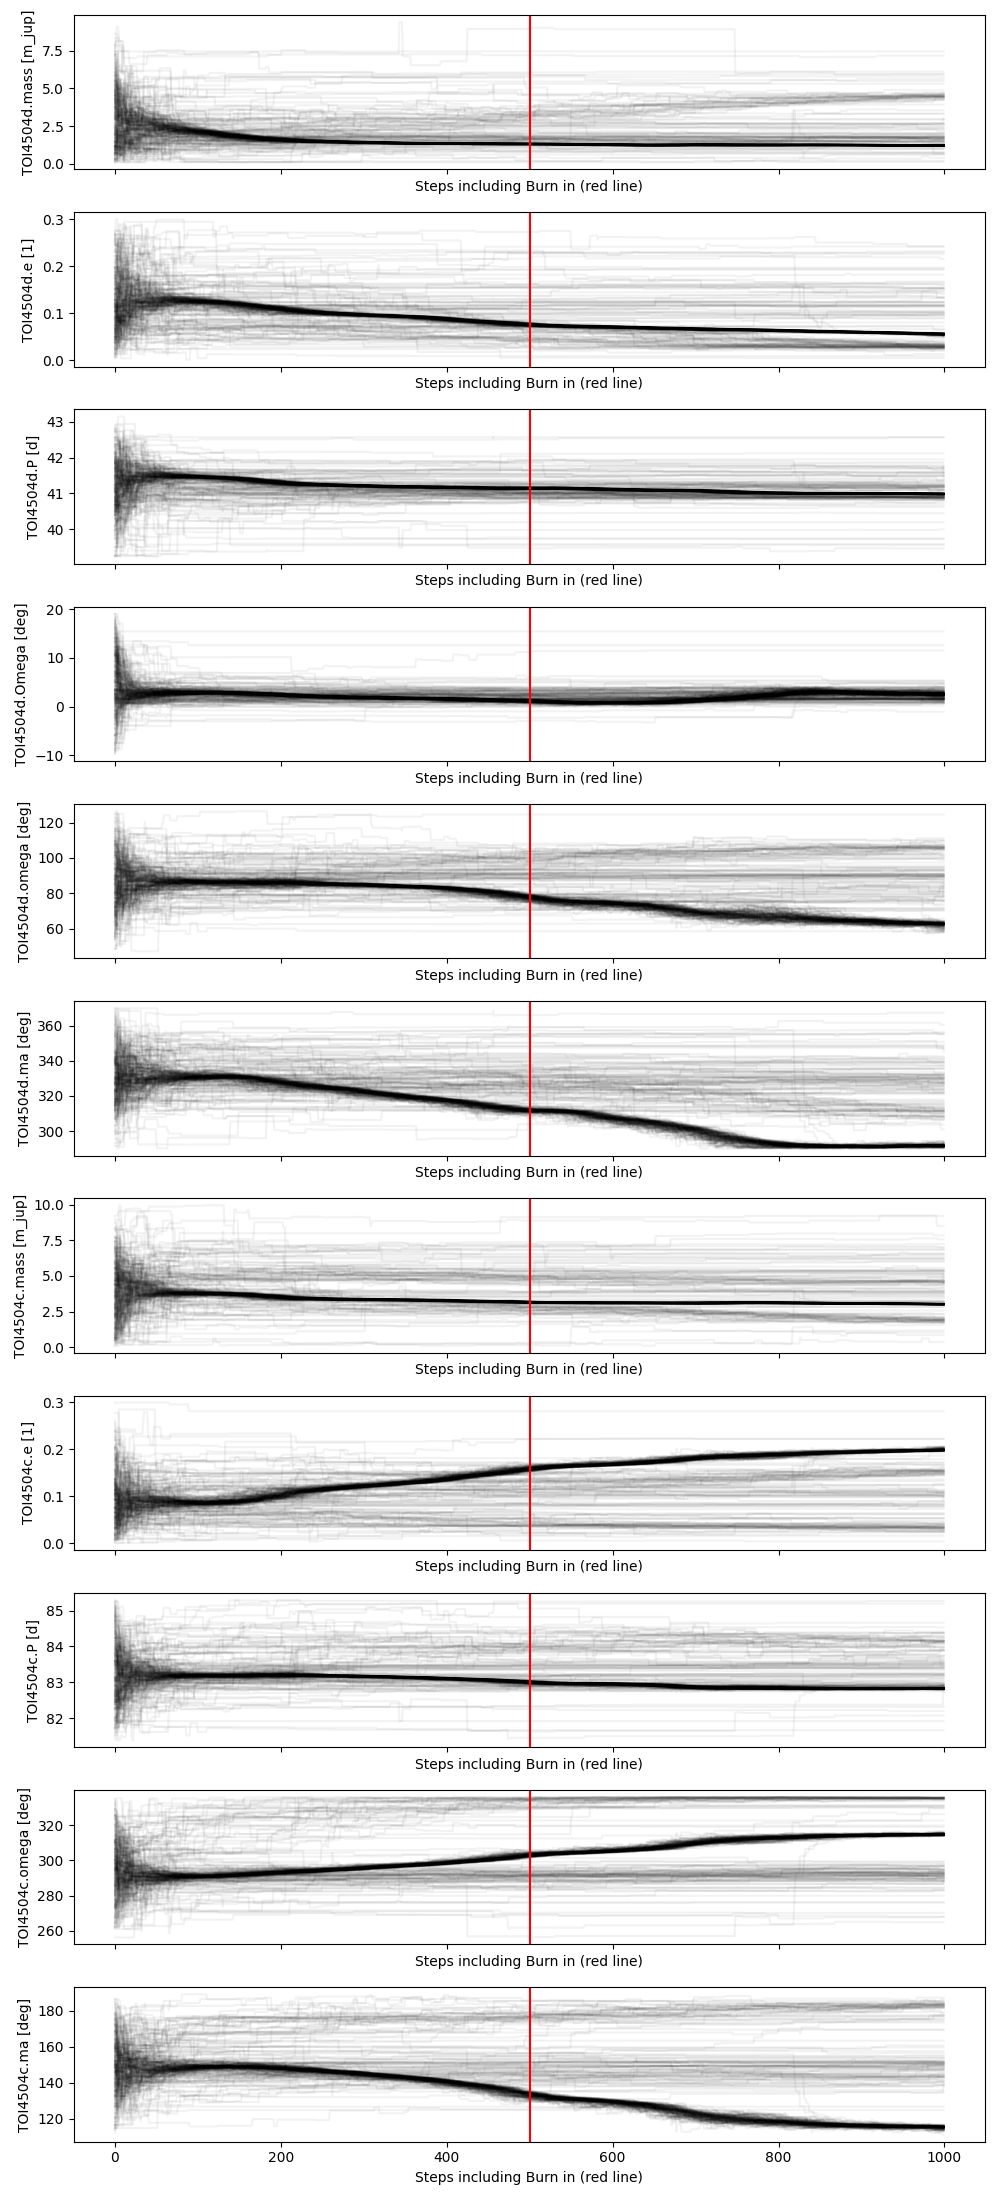 TOI4504d.mass [m_jup]
7.5
5.0
2.5
0.0
Steps including Burn in (red line)
TOI4504d.e [1]
0.3
0.2
0.1
0.0
Steps including Burn in (red line)
TOI4504d.P [d]
43
42
41
40
Steps including Burn in (red line)
TOI4504d.Omega [deg]
20
10
0
−10
Steps including Burn in (red line)
TOI4504d.omega [deg]
120
100
80
60
Steps including Burn in (red line)
TOI4504d.ma [deg]
360
340
320
300
Steps including Burn in (red line)
TOI4504c.mass [m_jup]
10.0
7.5
5.0
2.5
0.0
Steps including Burn in (red line)
TOI4504c.e [1]
0.3
0.2
0.1
0.0
Steps including Burn in (red line)
TOI4504c.P [d]
85
84
83
82
Steps including Burn in (red line)
TOI4504c.omega [deg]
320
300
280
260
Steps including Burn in (red line)
TOI4504c.ma [deg]
180
160
140
120
0 200 400 600 800 1000
Steps including Burn in (red line)